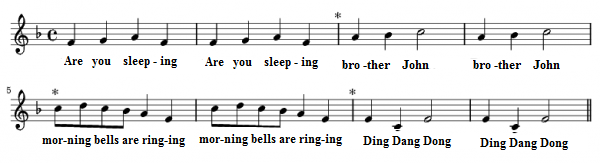 *
Are you sleep - ing Are you sleep - ing bro -ther John bro -ther John
5 * *
mor-ning bells are ring-ing mor-ning bells are ring-ing Ding Dang Dong Ding Dang Dong